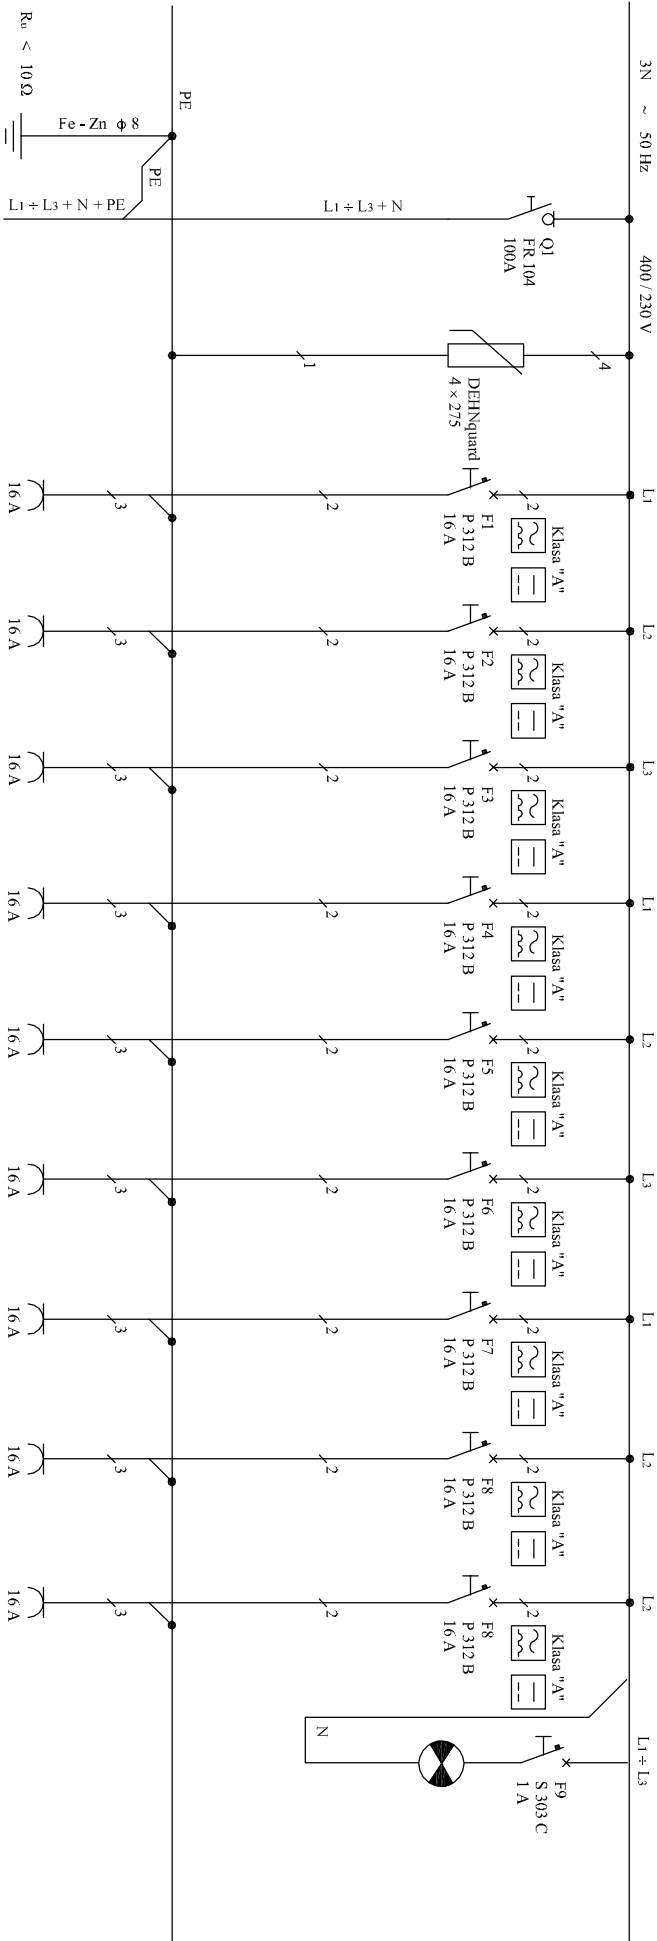 3N ~ 50 Hz 400 / 230 V
PE
Ru < 10 Ω
Fe - Zn ϕ 8
PE
L1 ÷ L3 + N + PE
L1 ÷ L3 + N
Q1
FR 104
100A
4
1
DEHNquard
4 × 275
L1
2
Klasa "A"
F1
P 312 B
16 A
2
3
16 A
L2
2
Klasa "A"
F2
P 312 B
16 A
2
3
16 A
L3
2
Klasa "A"
F3
P 312 B
16 A
2
3
16 A
L1
2
Klasa "A"
F4
P 312 B
16 A
2
3
16 A
L2
2
Klasa "A"
F5
P 312 B
16 A
2
3
16 A
L3
2
Klasa "A"
F6
P 312 B
16 A
2
3
16 A
L1
2
Klasa "A"
F7
P 312 B
16 A
2
3
16 A
L2
2
Klasa "A"
F8
P 312 B
16 A
2
3
16 A
L2
2
Klasa "A"
F8
P 312 B
16 A
2
3
16 A
L1 ÷ L3
F9
S 303 C
1 A
N